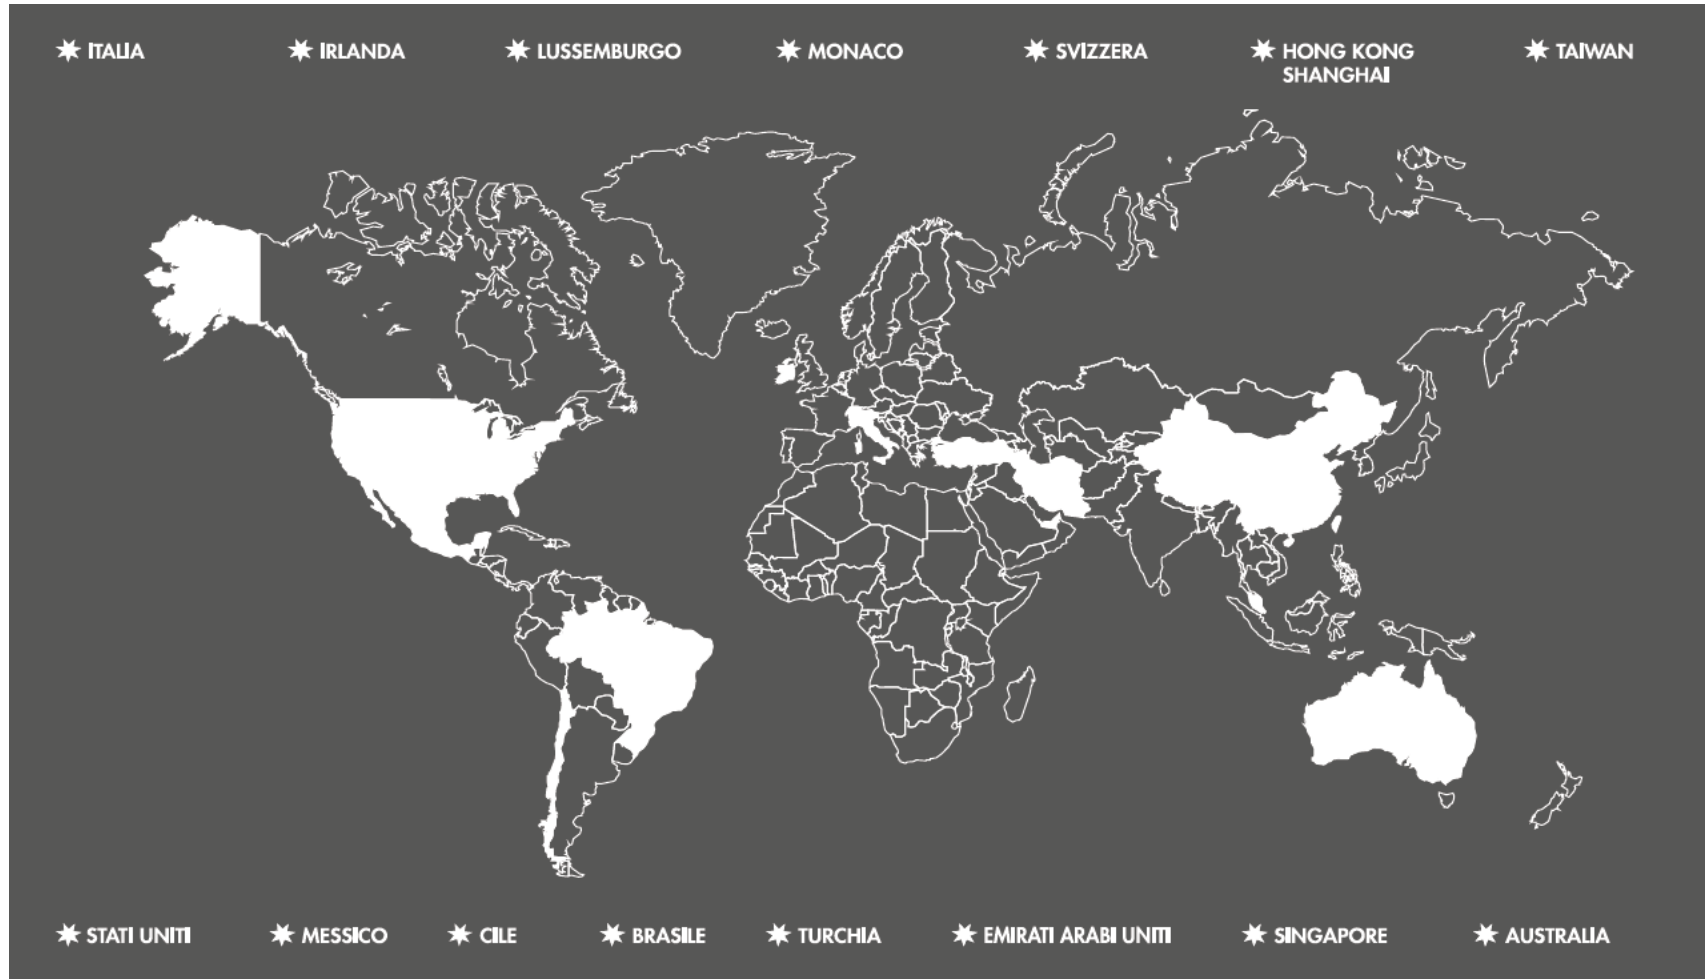 ITALIA
IRLANDA
LUSSEMBURGO
MONACO
SVIZZERA
HONG KONG
SHANGHAI
TAIWAN
STATI UNITI
MESSICO
CILE
BRASILE
TURCHIA
EMIRATI ARABI UNITI
SINGAPORE
AUSTRALIA